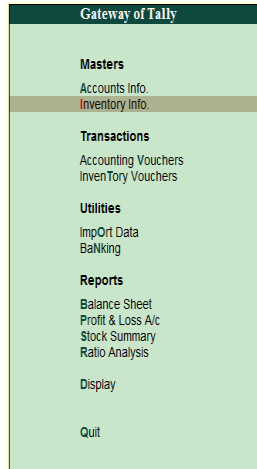 Gateway of Tally
Masters
Accounts Info.
Inventory Info.
Transactions
Accounting Vouchers
InvenTory Vouchers
Utilities
ImpOrt Data
BaNking
Reports
Balance Sheet
Profit & Loss A/c
Stock Summary
Ratio Analysis
Display
Quit